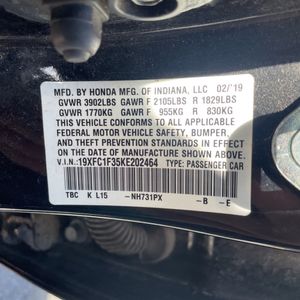 MFD. BY HONDA MFG. OF INDIANA, LLC 02/'19
GVWR 3902LBS GAWR F 2105LBS R 1829LBS
GVWR 1770KG GAWR F 955KG R 830KG
THIS VEHICLE CONFORMS TO ALL APPLICABLE
FEDERAL MOTOR VEHICLE SAFETY, BUMPER,
AND THEFT PREVENTION STANDARDS IN EFFECT
ON THE DATE OF MANUFACTURE SHOWN ABOVE.
V.I.N.:19XFC1F35KE202464 TYPE: PASSENGER CAR
TBC K L15 -NH731PX -B -E